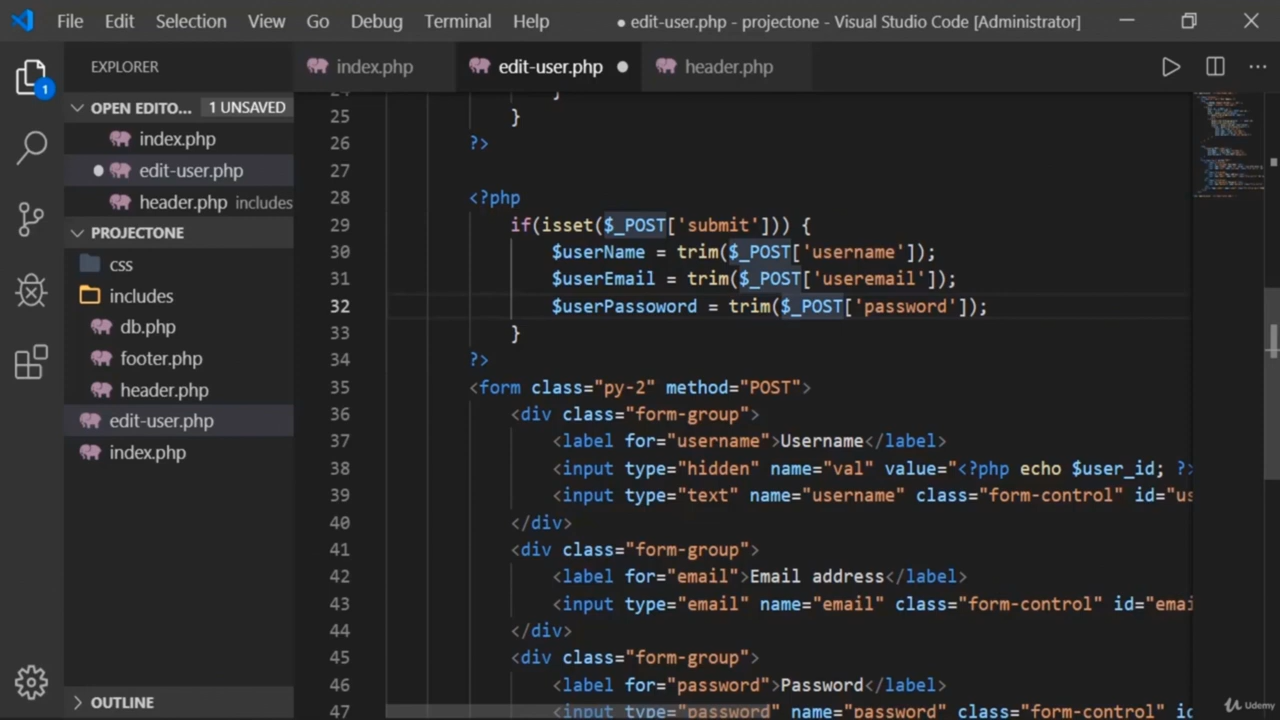 File Edit Selection View Go Debug Terminal Help ● edit-user.php - projectone - Visual Studio Code [Administrator]
EXPLORER
index.php edit-user.php header.php
1
OPEN EDITO... 1 UNSAVED
index.php
edit-user.php
header.php includes
PROJECTONE
css
includes
db.php
footer.php
header.php
edit-user.php
index.php
OUTLINE
25 }
26 ?>
27
28 <?php
29 if(isset($_POST['submit'])) {
30 $userName = trim($_POST['username']);
31 $userEmail = trim($_POST['useremail']);
32 $userPassoword = trim($_POST['password']);
33 }
34 ?>
35 <form class="py-2" method="POST">
36 <div class="form-group">
37 <label for="username">Username</label>
38 <input type="hidden" name="val" value="<?php echo $user_id; ?>
39 <input type="text" name="username" class="form-control" id="us
40 </div>
41 <div class="form-group">
42 <label for="email">Email address</label>
43 <input type="email" name="email" class="form-control" id="emai
44 </div>
45 <div class="form-group">
46 <label for="password">Password</label>
47 <input type="password" name="password" class="form-control" id
Udemy